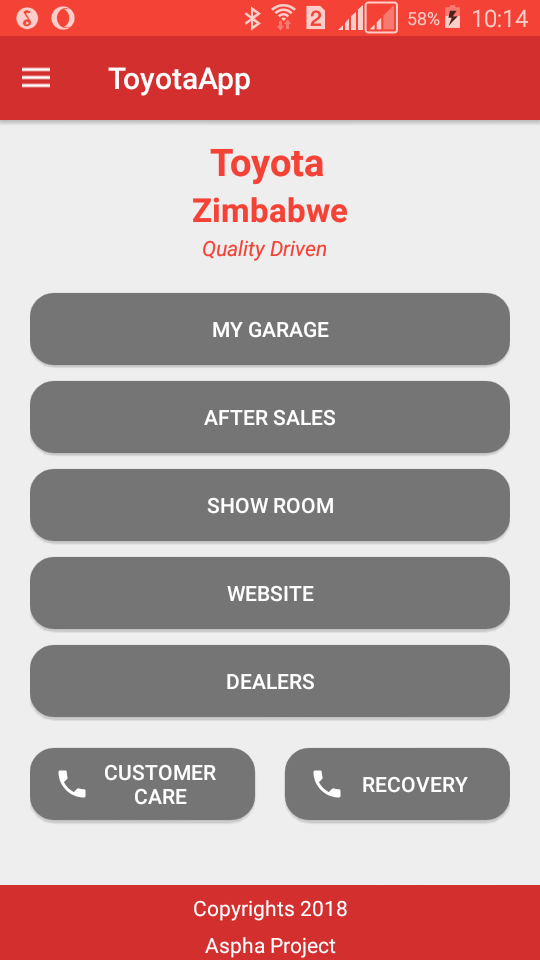 2 58% 10:14
ToyotaApp
Toyota
Zimbabwe
Quality Driven
MY GARAGE
AFTER SALES
SHOW ROOM
WEBSITE
DEALERS
CUSTOMER
CARE
RECOVERY
Copyrights 2018
Aspha Project